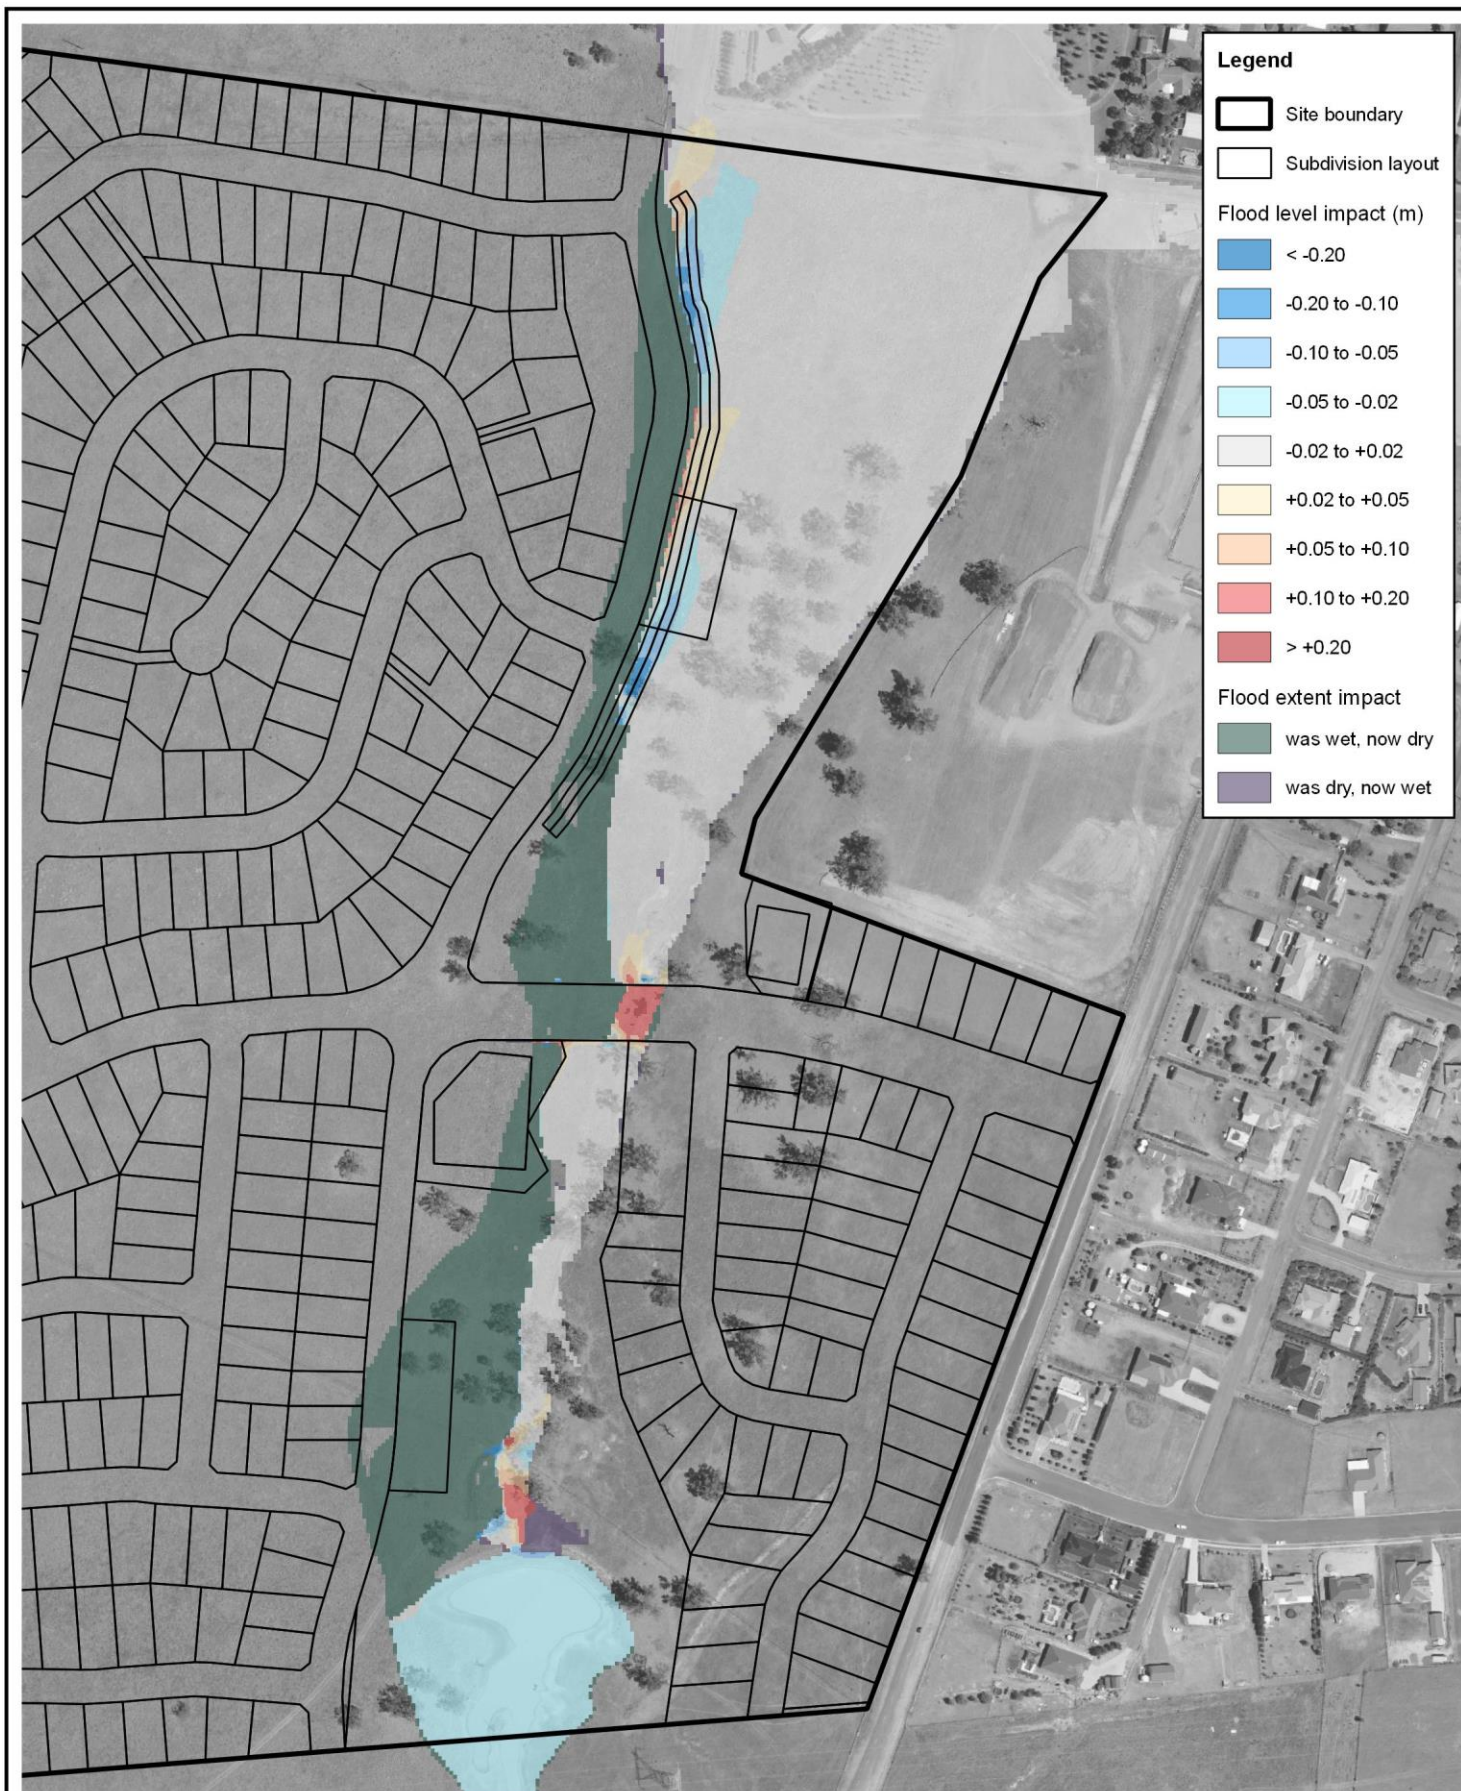 Legend
Site boundary
Subdivision layout
Flood level impact (m)
< -0.20
-0.20 to -0.10
-0.10 to -0.05
-0.05 to -0.02
-0.02 to +0.02
+0.02 to +0.05
+0.05 to +0.10
+0.10 to +0.20
> +0.20
Flood extent impact
was wet, now dry
was dry, now wet